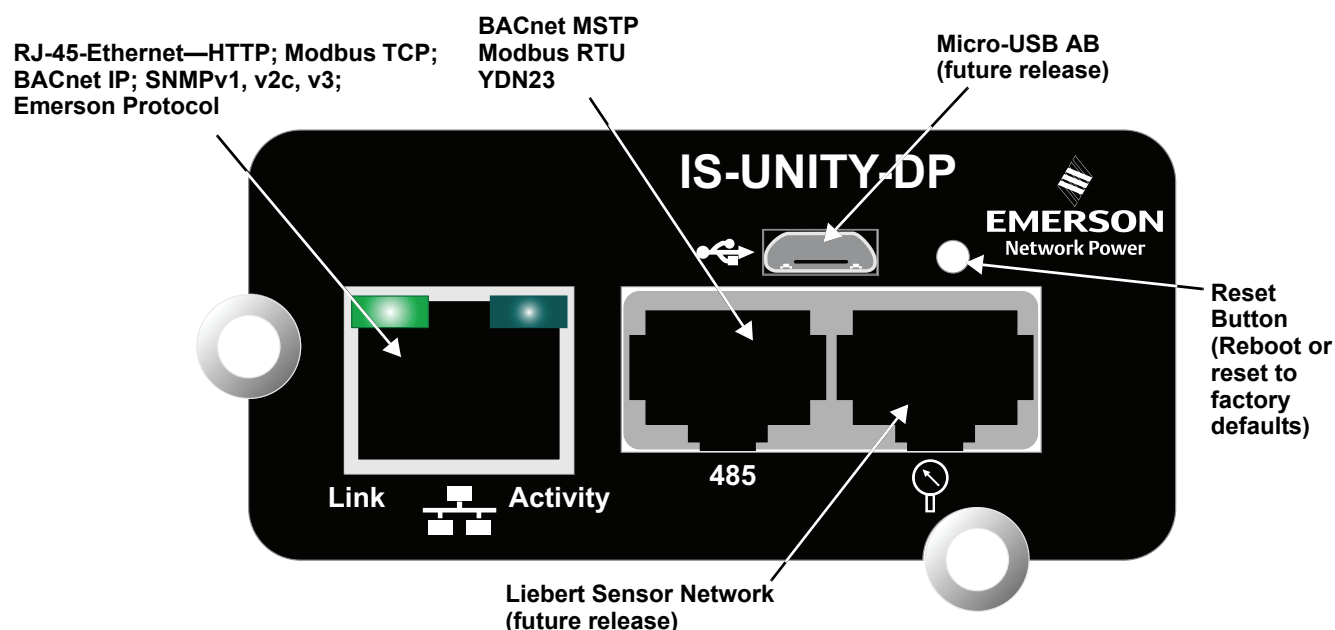 RJ-45-Ethernet—HTTP; Modbus TCP;
BACnet IP; SNMPv1, v2c, v3;
Emerson Protocol
BACnet MSTP
Modbus RTU
YDN23
Micro-USB AB
(future release)
IS-UNITY-DP
EMERSON
Network Power
Reset
Button
(Reboot or
reset to
factory
defaults)
485
Link
Activity
Liebert Sensor Network
(future release)